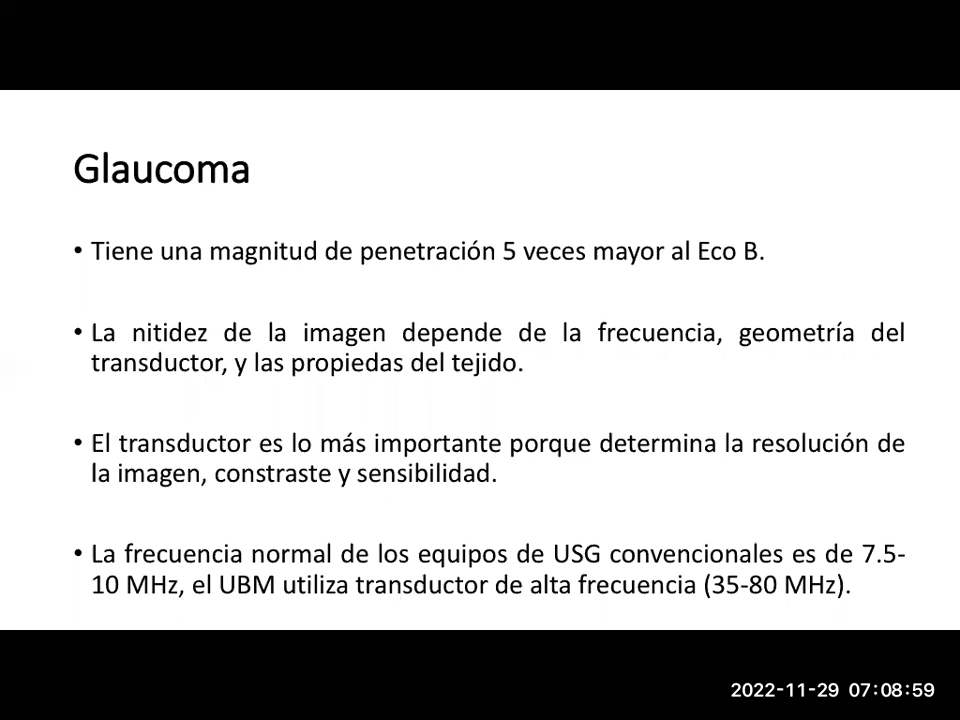 Glaucoma
• Tiene una magnitud de penetración 5 veces mayor al Eco B.
• La nitidez de la imagen depende de la frecuencia, geometría del
transductor, y las propiedas del tejido.
• El transductor es lo más importante porque determina la resolución de
la imagen, constraste y sensibilidad.
• La frecuencia normal de los equipos de USG convencionales es de 7.5-
10 MHz, el UBM utiliza transductor de alta frecuencia (35-80 MHz).
2022-11-29 07:08:59